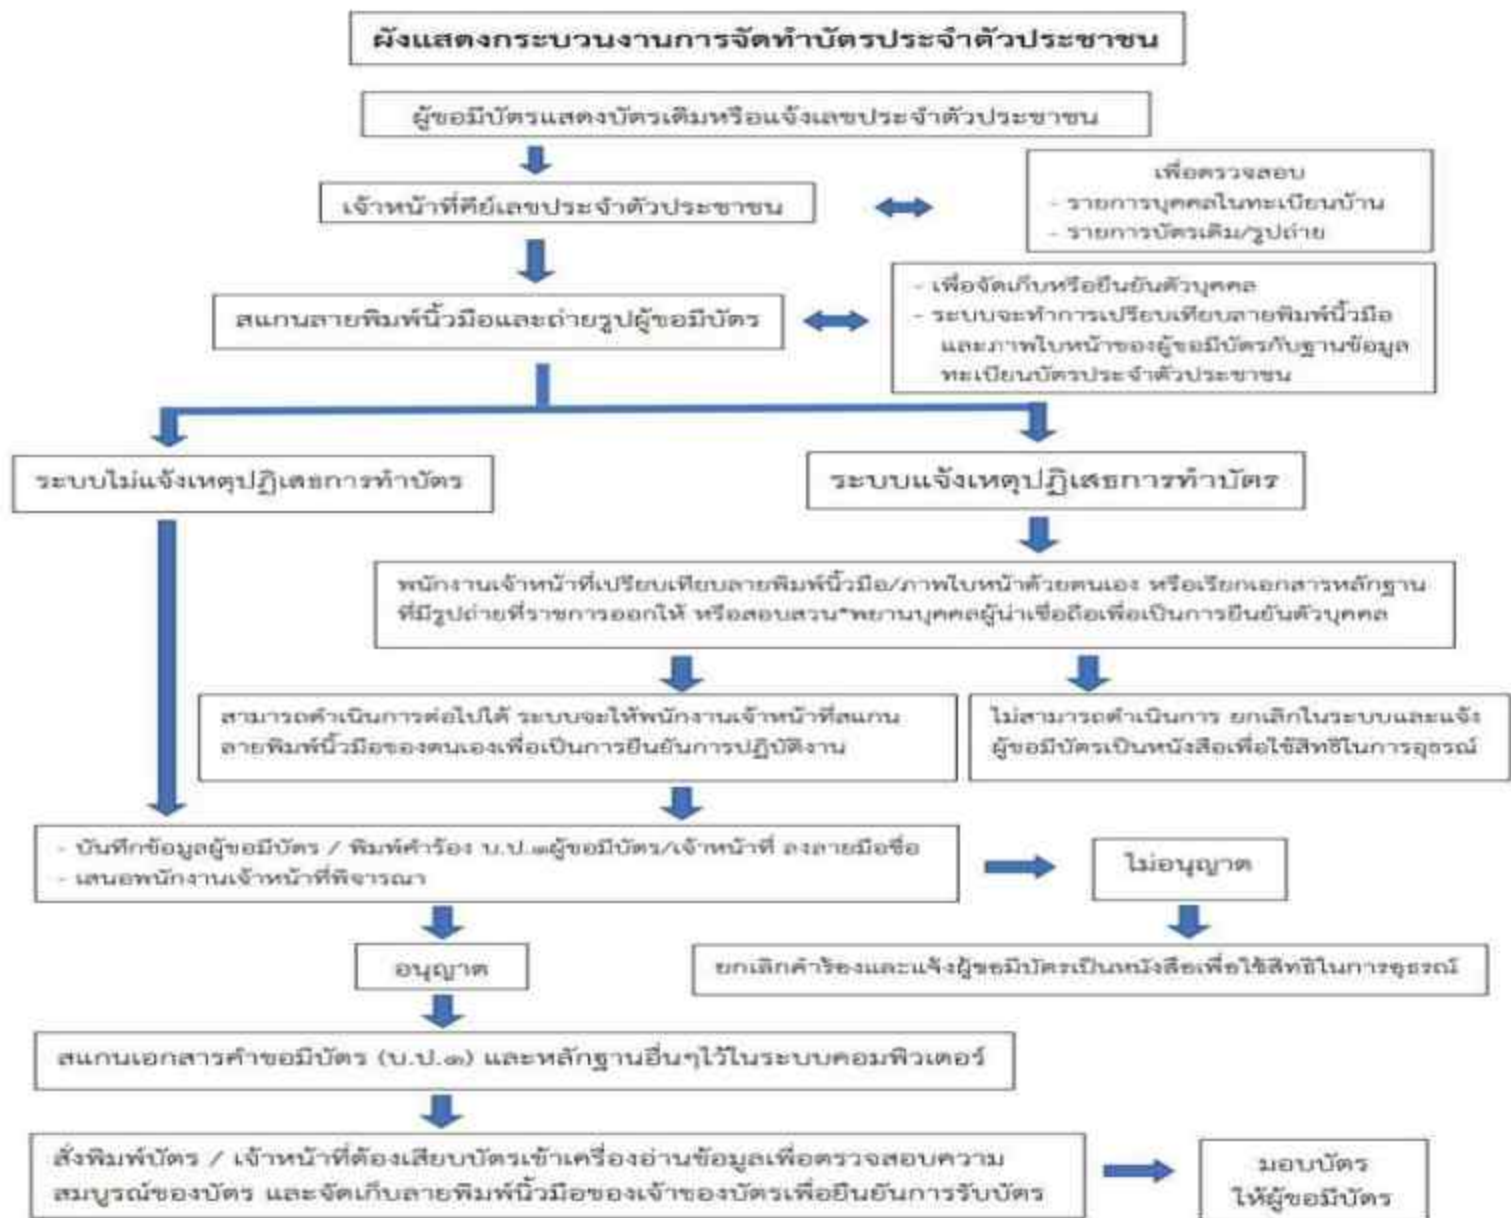 ผังแสดงกระบวนงานการจัดทำบัตรประจำตัวประชาชน
ผู้ขอมีบัตรแสดงบัตรเดิมหรือแจ้งเลขประจำตัวประชาชน
เจ้าหน้าที่คีย์เลขประจำตัวประชาชน
เพื่อตรวจสอบ
- รายการบุคคลในทะเบียนบ้าน
- รายการบัตรเดิม/รูปถ่าย
สแกนลายพิมพ์นิ้วมือและถ่ายรูปผู้ขอมีบัตร
- เพื่อจัดเก็บหรือยืนยันตัวบุคคล
- ระบบจะทำการเปรียบเทียบลายพิมพ์นิ้วมือ
และภาพใบหน้าของผู้ขอมีบัตรกับฐานข้อมูล
ทะเบียนบัตรประจำตัวประชาชน
ระบบไม่แจ้งเหตุปฏิเสธการทำบัตร
ระบบแจ้งเหตุปฏิเสธการทำบัตร
พนักงานเจ้าหน้าที่เปรียบเทียบลายพิมพ์นิ้วมือ/ภาพใบหน้าด้วยตนเอง หรือเรียกเอกสารหลักฐาน
ที่มีรูปถ่ายที่ราชการออกให้ หรือสอบสวน*พยานบุคคลผู้น่าเชื่อถือเพื่อเป็นการยืนยันตัวบุคคล
สามารถดำเนินการต่อไปได้ ระบบจะให้พนักงานเจ้าหน้าที่สแกน
ลายพิมพ์นิ้วมือของตนเองเพื่อเป็นการยืนยันการปฏิบัติงาน
ไม่สามารถดำเนินการ ยกเลิกในระบบและแจ้ง
ผู้ขอมีบัตรเป็นหนังสือเพื่อใช้สิทธิในการอุธรณ์
- บันทึกข้อมูลผู้ขอมีบัตร / พิมพ์คำร้อง บ.ป.๑ผู้ขอมีบัตร/เจ้าหน้าที่ ลงลายมือชื่อ
- เสนอพนักงานเจ้าหน้าที่พิจารณา
ไม่อนุญาต
อนุญาต
ยกเลิกคำร้องและแจ้งผู้ขอมีบัตรเป็นหนังสือเพื่อใช้สิทธิในการอุธรณ์
สแกนเอกสารคำขอมีบัตร (บ.ป.๑) และหลักฐานอื่นๆไว้ในระบบคอมพิวเตอร์
สั่งพิมพ์บัตร / เจ้าหน้าที่ต้องเสียบบัตรเข้าเครื่องอ่านข้อมูลเพื่อตรวจสอบความ
สมบูรณ์ของบัตร และจัดเก็บลายพิมพ์นิ้วมือของเจ้าของบัตรเพื่อยืนยันการรับบัตร
มอบบัตร
ให้ผู้ขอมีบัตร